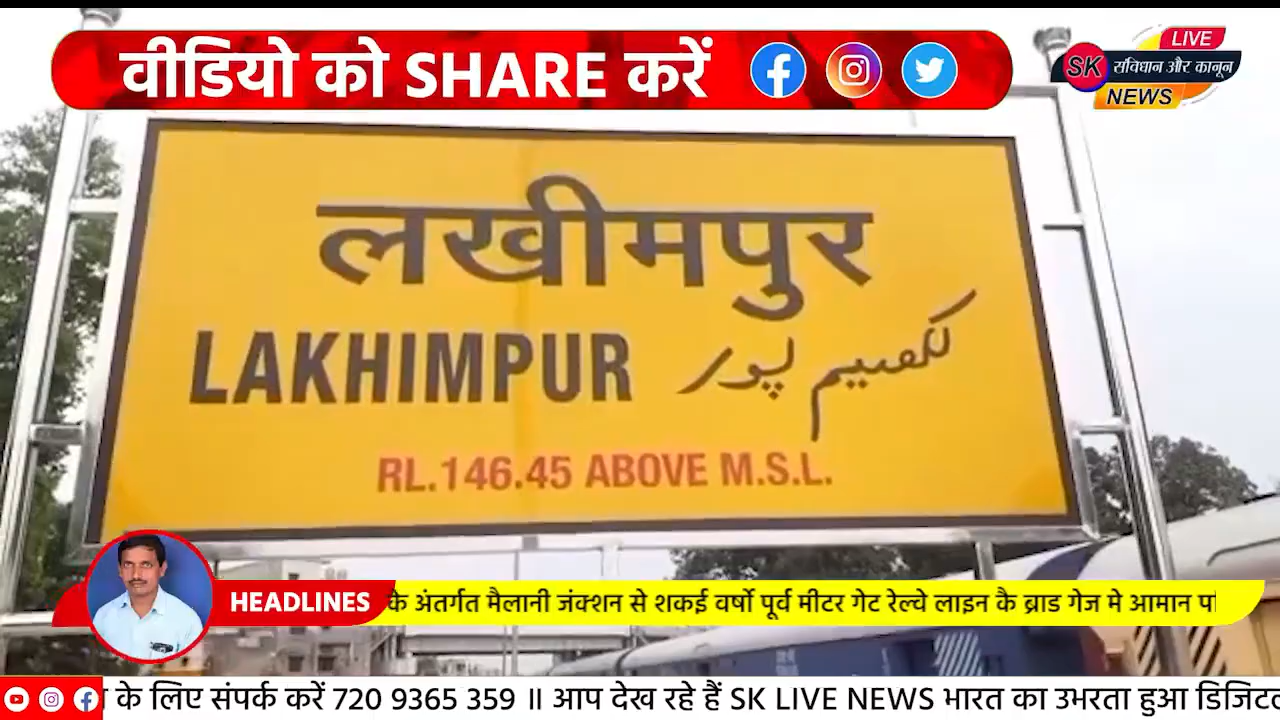 वीडियो को SHARE करें
LIVE
SK संविधान और कानून
NEWS
लखीमपुर
LAKHIMPUR لکھیم پور
RL.146.45 ABOVE M.S.L.
HEADLINES के अंतर्गत मैलानी जंक्शन से शकई वर्षो पूर्व मीटर गेट रेल्वे लाइन कै ब्राड गेज मे आमान
के लिए संपर्क करें 720 9365 359 ॥ आप देख रहे हैं SK LIVE NEWS भारत का उभरता हुआ